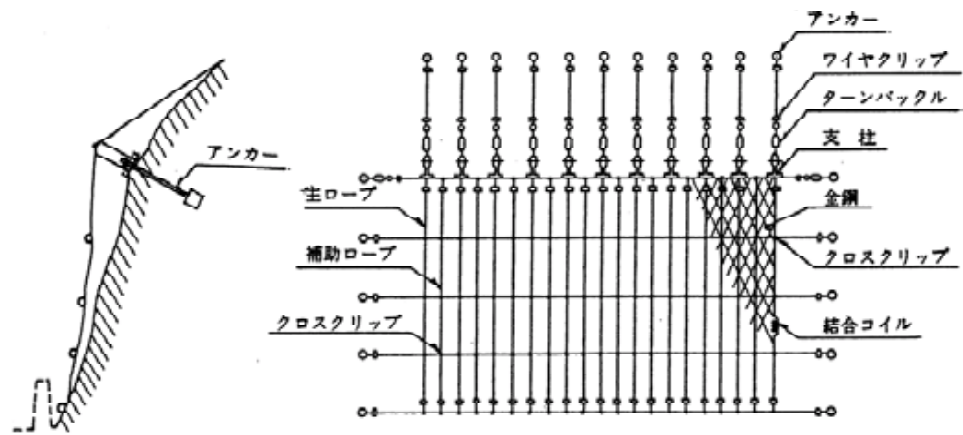 アンカー
アンカー
ワイヤクリップ
ターンバックル
支柱
主ロープ
金網
補助ロープ
クロスクリップ
クロスクリップ
結合コイル